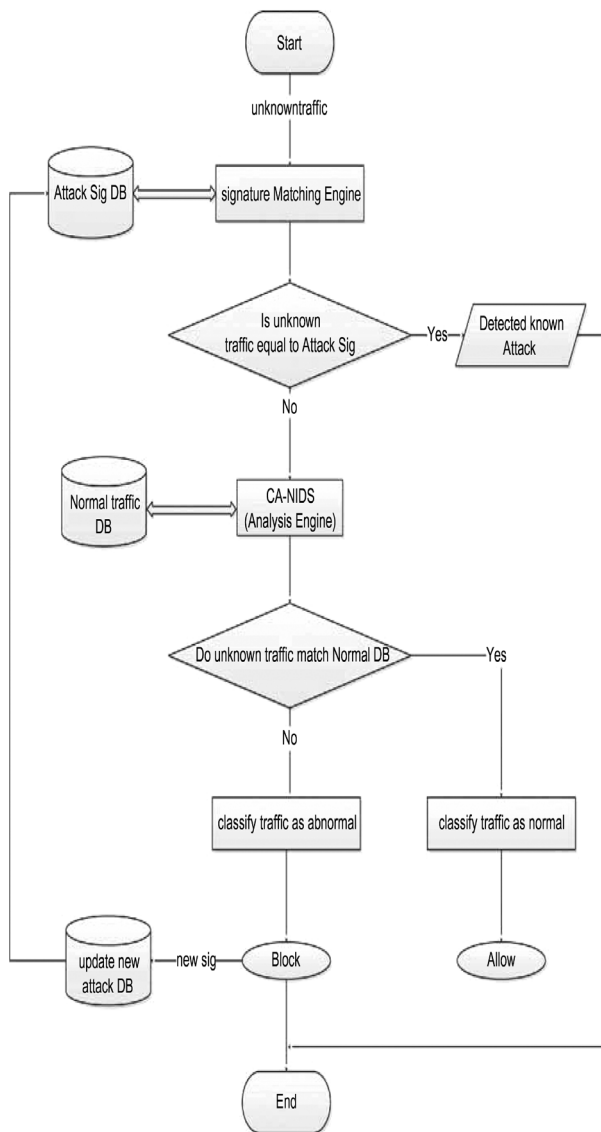 Start
unknowntraffic
Attack Sig DB
signature Matching Engine
Is unknown
traffic equal to Attack Sig
Yes
Detected known
Attack
No
Normal traffic
DB
CA-NIDS
(Analysis Engine)
Do unknown traffic match Normal DB
Yes
No
classify traffic as abnormal
classify traffic as normal
update new
attack DB
new sig
Block
Allow
End